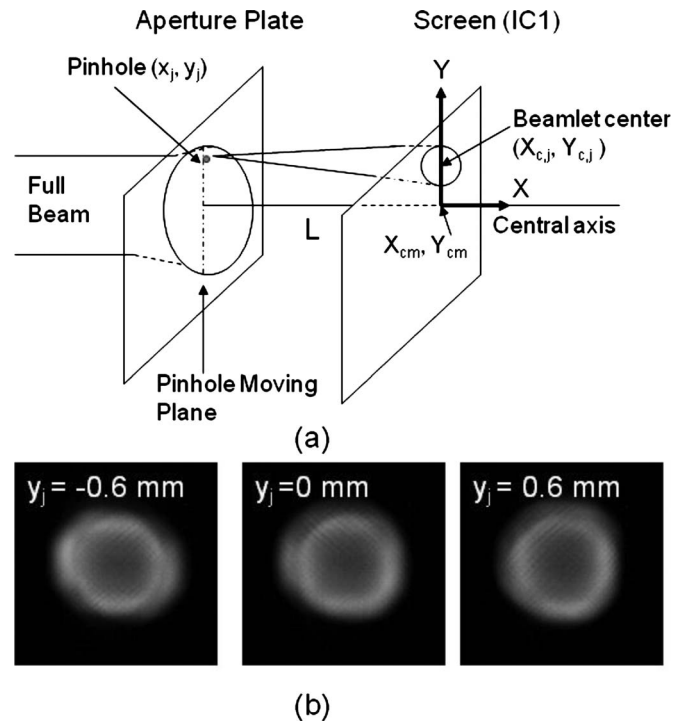 Aperture Plate
Screen (IC1)
Pinhole (xj, yj)
Y
Beamlet center
(Xc,j, Yc,j )
Full
Beam
X
L
Central axis
Xcm, Ycm
Pinhole Moving
Plane
(a)
yj = -0.6 mm
yj =0 mm
yj = 0.6 mm
(b)